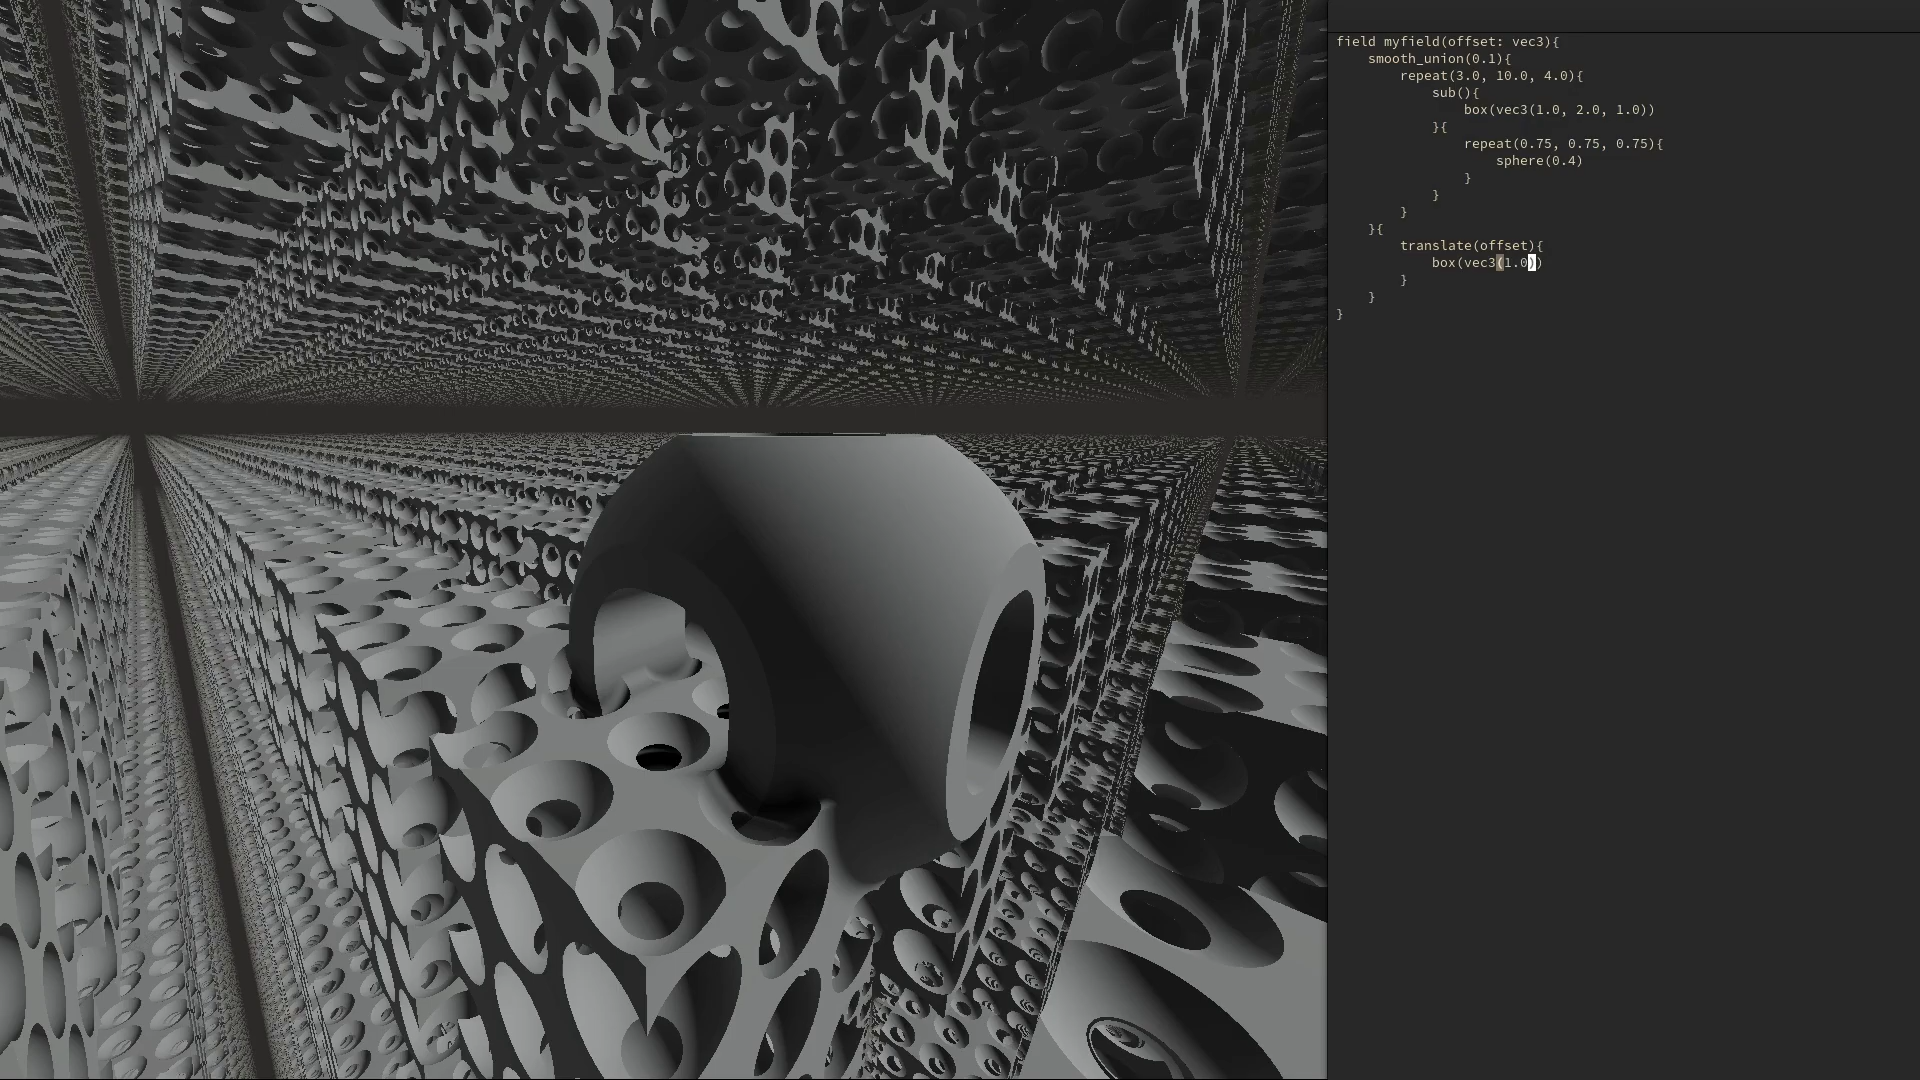 field myfield(offset: vec3){
    smooth_union(0.1){
        repeat(3.0, 10.0, 4.0){
            sub(){
                box(vec3(1.0, 2.0, 1.0))
            }{
                repeat(0.75, 0.75, 0.75){
                    sphere(0.4)
                }
            }
        }
    }{
        translate(offset){
            box(vec3(1.0))
        }
    }
}